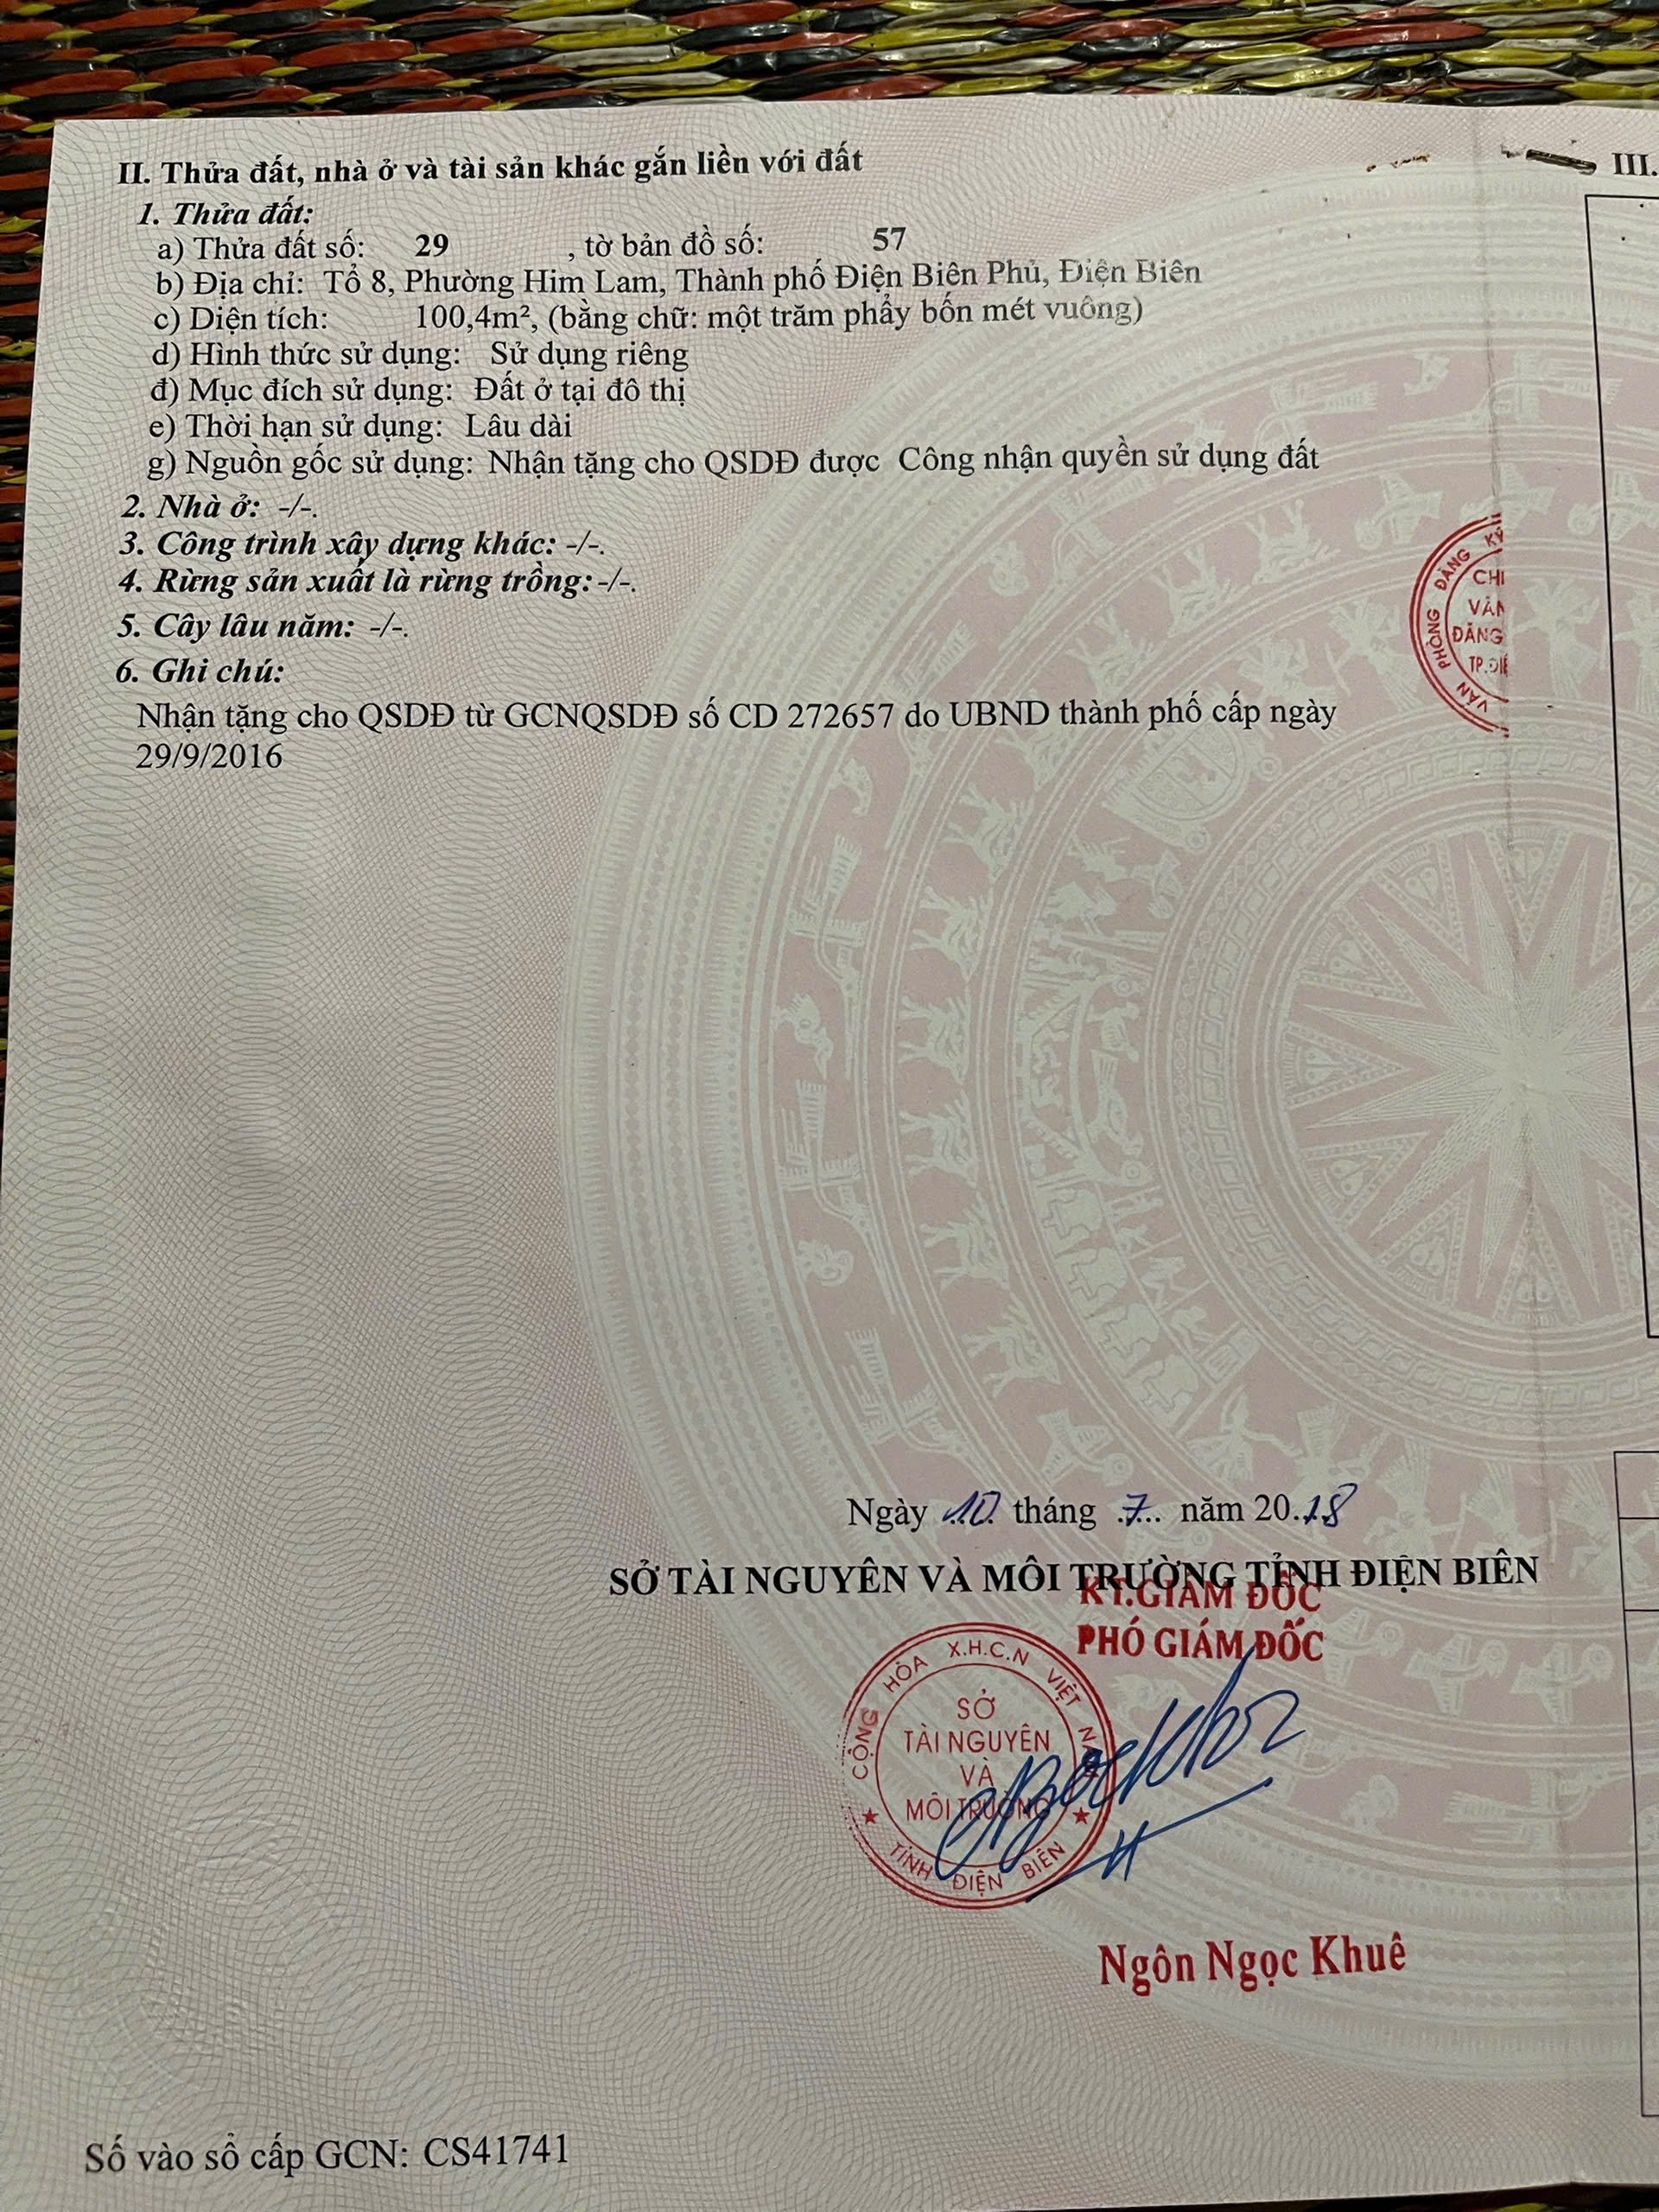 II. Thửa đất, nhà ở và tài sản khác gắn liền với đất
1. Thửa đất:
a) Thửa đất số: 29 , tờ bản đồ số: 57
b) Địa chỉ: Tổ 8, Phường Him Lam, Thành phố Điện Biên Phủ, Điện Biên
c) Diện tích: 100,4m², (bằng chữ: một trăm phẩy bốn mét vuông)
d) Hình thức sử dụng: Sử dụng riêng
đ) Mục đích sử dụng: Đất ở tại đô thị
e) Thời hạn sử dụng: Lâu dài
g) Nguồn gốc sử dụng: Nhận tặng cho QSDĐ được Công nhận quyền sử dụng đất
2. Nhà ở: -/-.
3. Công trình xây dựng khác: -/-.
4. Rừng sản xuất là rừng trồng: -/-.
5. Cây lâu năm: -/-.
6. Ghi chú:
Nhận tặng cho QSDĐ từ GCNQSDĐ số CD 272657 do UBND thành phố cấp ngày
29/9/2016
III.
VĂN PHÒNG ĐĂNG
ĐĂNG
Ngày 10 tháng 7 năm 2018
SỞ TÀI NGUYÊN VÀ MÔI TRƯỜNG TỈNH ĐIỆN BIÊN
KT.GIÁM ĐỐC
PHÓ GIÁM ĐỐC
CỘNG HÒA X.H.C.N VIỆT NAM
SỞ
TÀI NGUYÊN
VÀ
MÔI TRƯỜNG
TỈNH ĐIỆN BIÊN
Ngôn Ngọc Khuê
Số vào sổ cấp GCN: CS41741